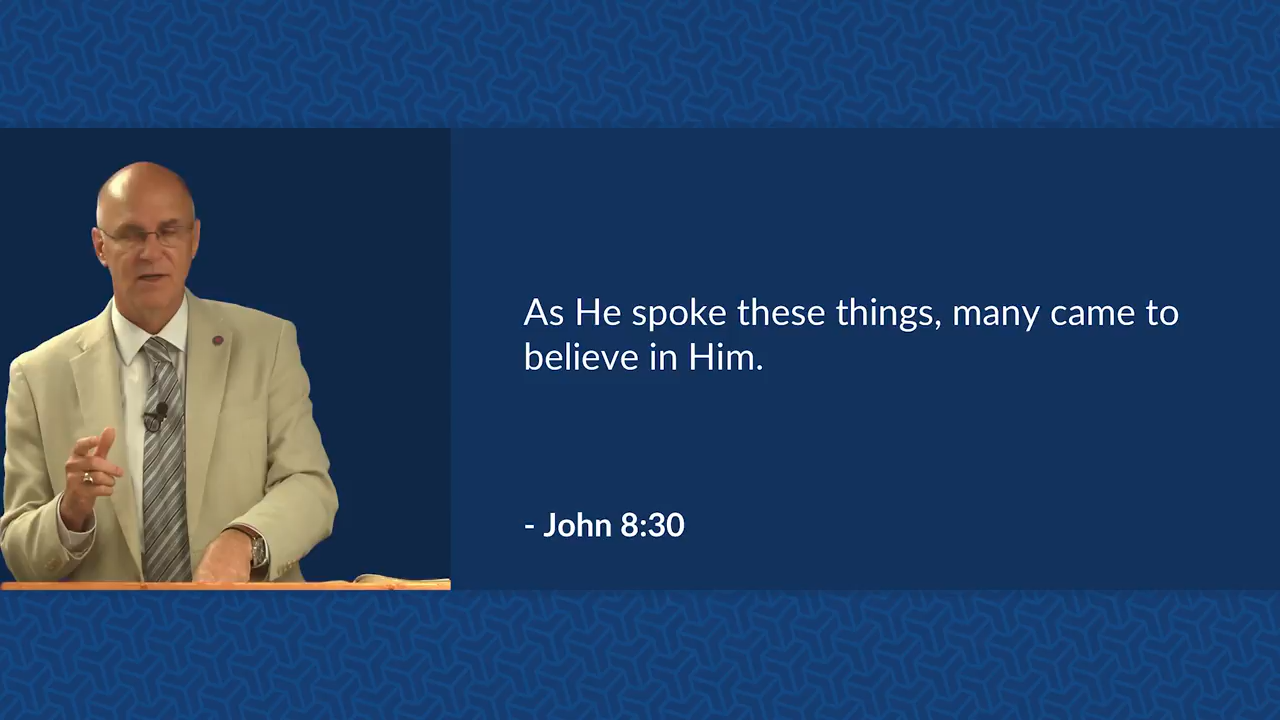 As He spoke these things, many came to
believe in Him.
- John 8:30